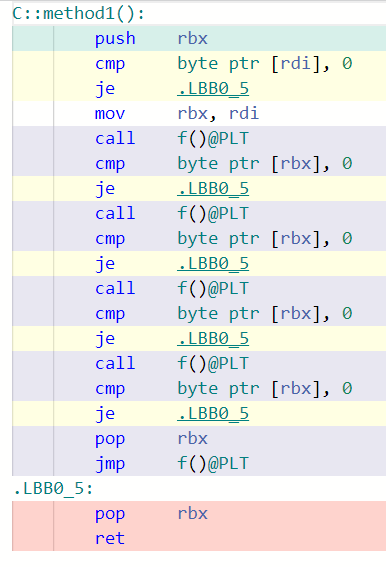 C::method1():
push rbx
cmp byte ptr [rdi], 0
je .LBB0_5
mov rbx, rdi
call f()@PLT
cmp byte ptr [rbx], 0
je .LBB0_5
call f()@PLT
cmp byte ptr [rbx], 0
je .LBB0_5
call f()@PLT
cmp byte ptr [rbx], 0
je .LBB0_5
call f()@PLT
cmp byte ptr [rbx], 0
je .LBB0_5
pop rbx
jmp f()@PLT
.LBB0_5:
pop rbx
ret